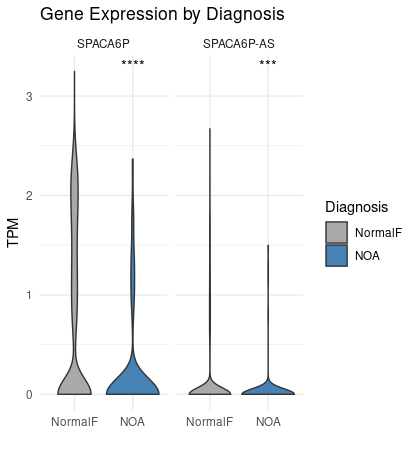 Gene Expression by Diagnosis
SPACA6P SPACA6P-AS
**** ***
3
2
1
0
TPM
NormalF NOA NormalF NOA
Diagnosis
NormalF
NOA